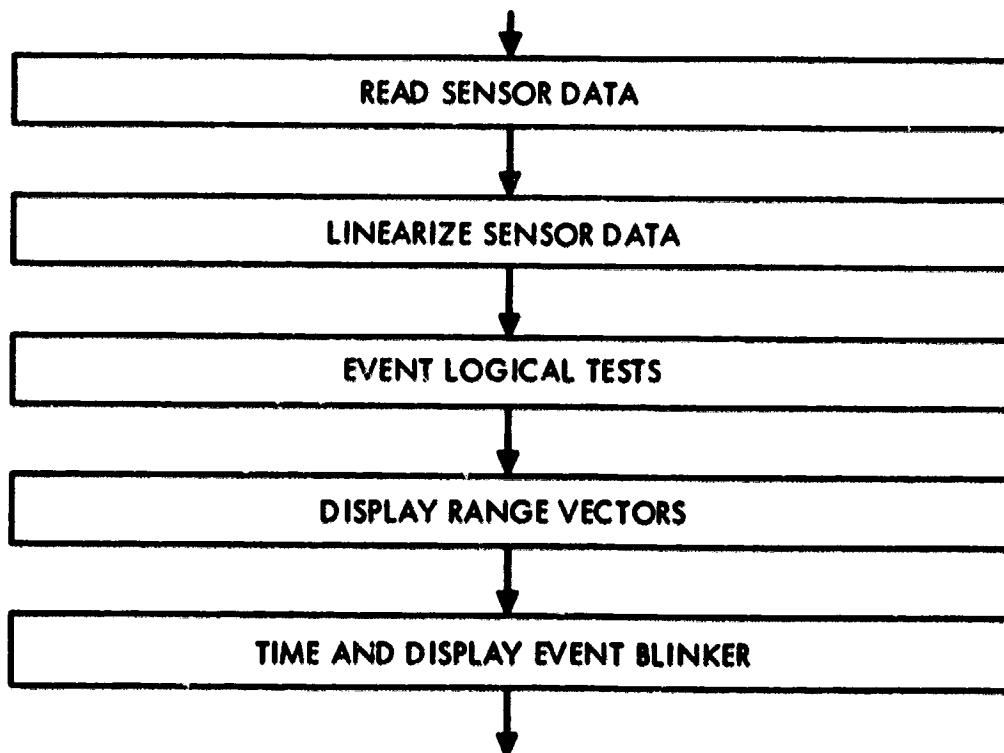 READ SENSOR DATA
LINEARIZE SENSOR DATA
EVENT LOGICAL TESTS
DISPLAY RANGE VECTORS
TIME AND DISPLAY EVENT BLINKER